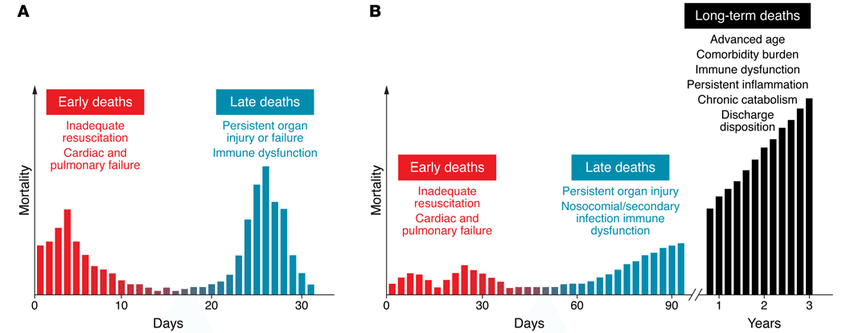 A
Early deaths
Inadequate
resuscitation
Cardiac and
pulmonary failure
Late deaths
Persistent organ
injury or failure
Immune dysfunction
Mortality
0
10
20
30
Days
B
Early deaths
Inadequate
resuscitation
Cardiac and
pulmonary failure
Late deaths
Persistent organ injury
Nosocomial/secondary
infection immune
dysfunction
Long-term deaths
Advanced age
Comorbidity burden
Immune dysfunction
Persistent inflammation
Chronic catabolism
Discharge
disposition
Mortality
0
30
60
90
Days
1
2
3
Years